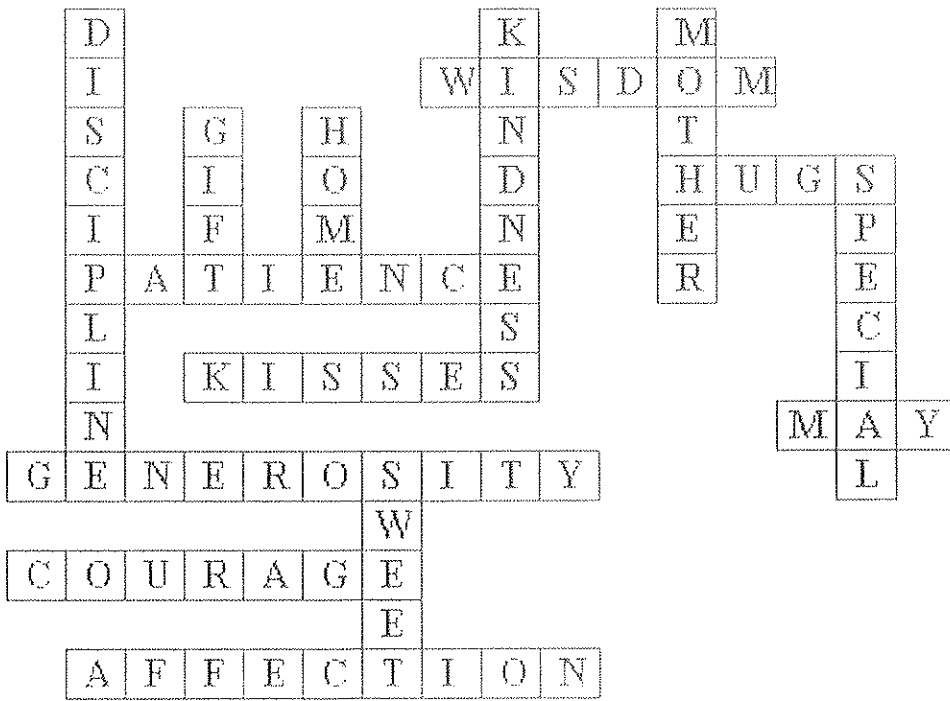 D K M
I W I S D O M
S G H N T
C I O D H U G S
I F M N E P
P A T I E N C E R E
L S C
I K I S S E S I
N M A Y
G E N E R O S I T Y L
W
C O U R A G E
E
A F F E C T I O N